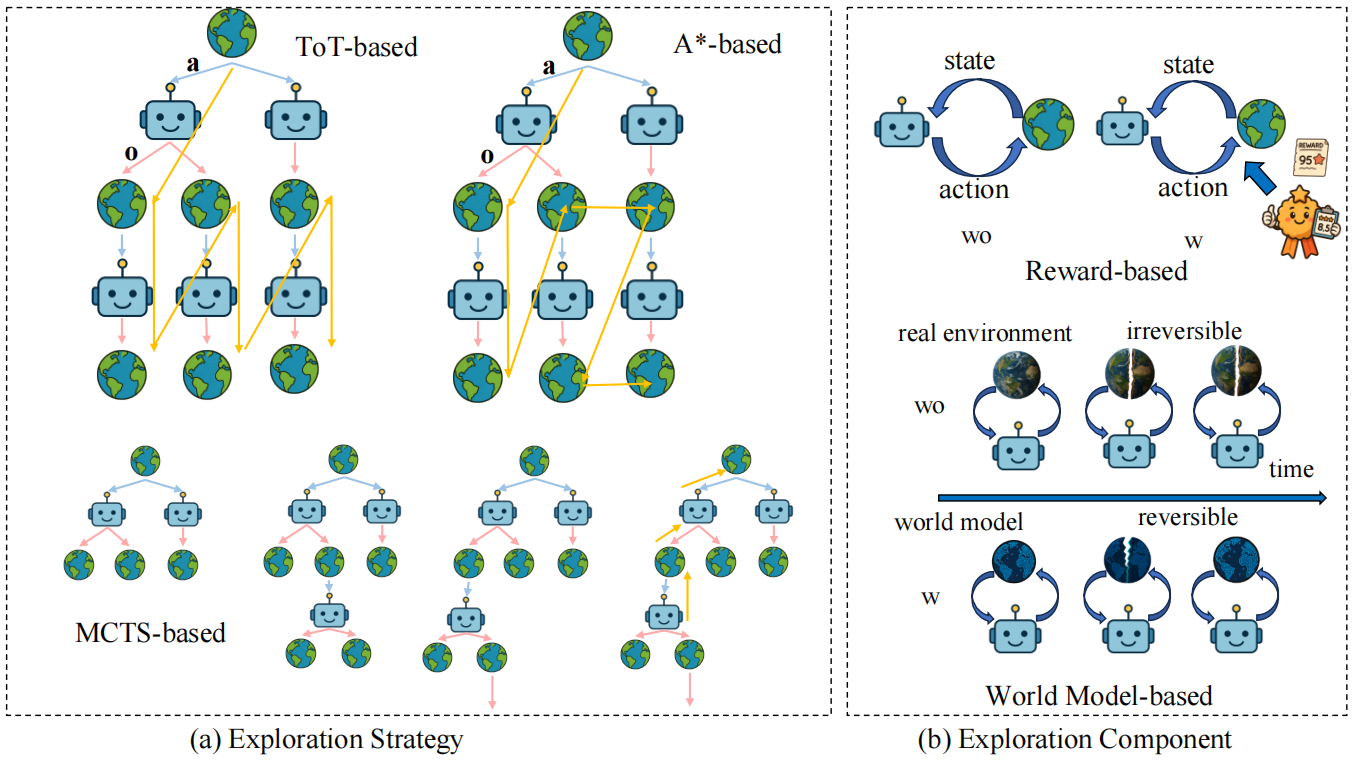 ToT-based
a
o
A*-based
a
o
MCTS-based
(a) Exploration Strategy
state
action
wo
state
action
w
REWARD
95
8,5
Reward-based
real environment
irreversible
wo
time
world model
reversible
w
World Model-based
(b) Exploration Component